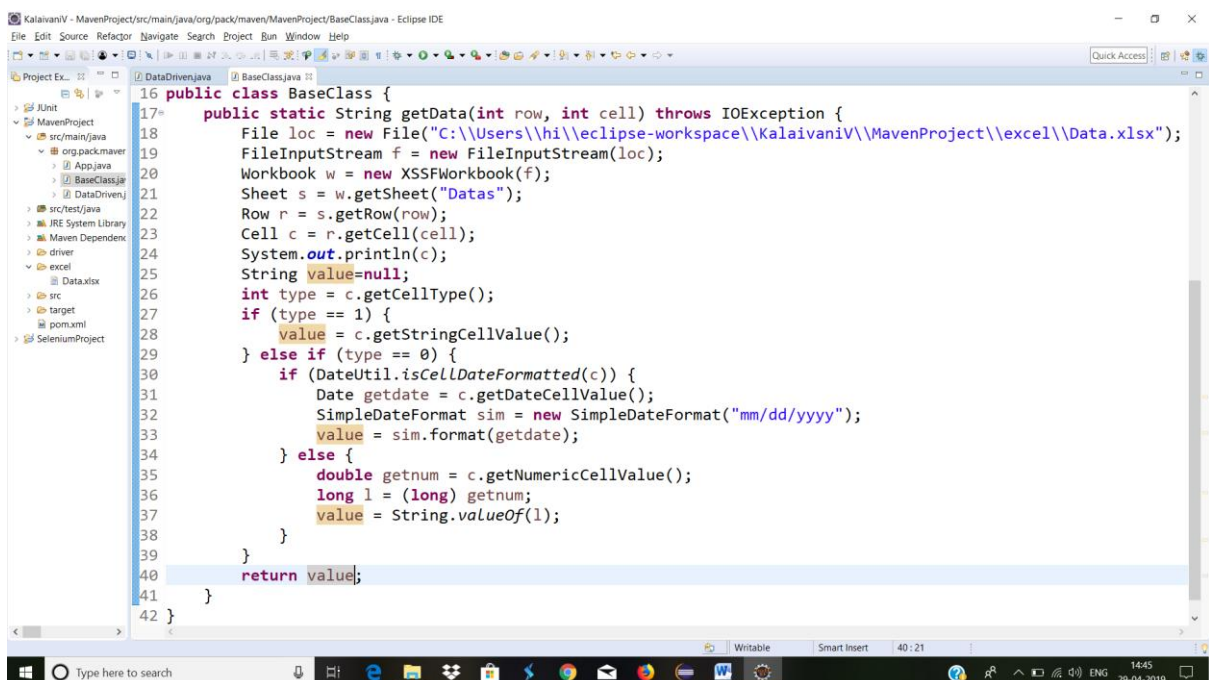 KalaivaniV - MavenProject/src/main/java/org/pack/maven/MavenProject/BaseClass.java - Eclipse IDE
File Edit Source Refactor Navigate Search Project Run Window Help
Quick Access
Project Ex...
DataDriven.java
BaseClass.java
JUnit
MavenProject
src/main/java
org.pack.maver
App.java
BaseClass.jav
DataDriven.j
src/test/java
JRE System Library
Maven Dependenc
driver
excel
Data.xlsx
src
target
pom.xml
SeleniumProject
16 public class BaseClass {
17 public static String getData(int row, int cell) throws IOException {
18 File loc = new File("C:\\Users\\hi\\eclipse-workspace\\KalaivaniV\\MavenProject\\excel\\Data.xlsx");
19 FileInputStream f = new FileInputStream(loc);
20 Workbook w = new XSSFWorkbook(f);
21 Sheet s = w.getSheet("Datas");
22 Row r = s.getRow(row);
23 Cell c = r.getCell(cell);
24 System.out.println(c);
25 String value=null;
26 int type = c.getCellType();
27 if (type == 1) {
28 value = c.getStringCellValue();
29 } else if (type == 0) {
30 if (DateUtil.isCellDateFormatted(c)) {
31 Date getdate = c.getDateCellValue();
32 SimpleDateFormat sim = new SimpleDateFormat("mm/dd/yyyy");
33 value = sim.format(getdate);
34 } else {
35 double getnum = c.getNumericCellValue();
36 long l = (long) getnum;
37 value = String.valueOf(l);
38 }
39 }
40 return value;
41 }
42 }
Writable Smart Insert 40 : 21
Type here to search
ENG
14:45
29-04-2019